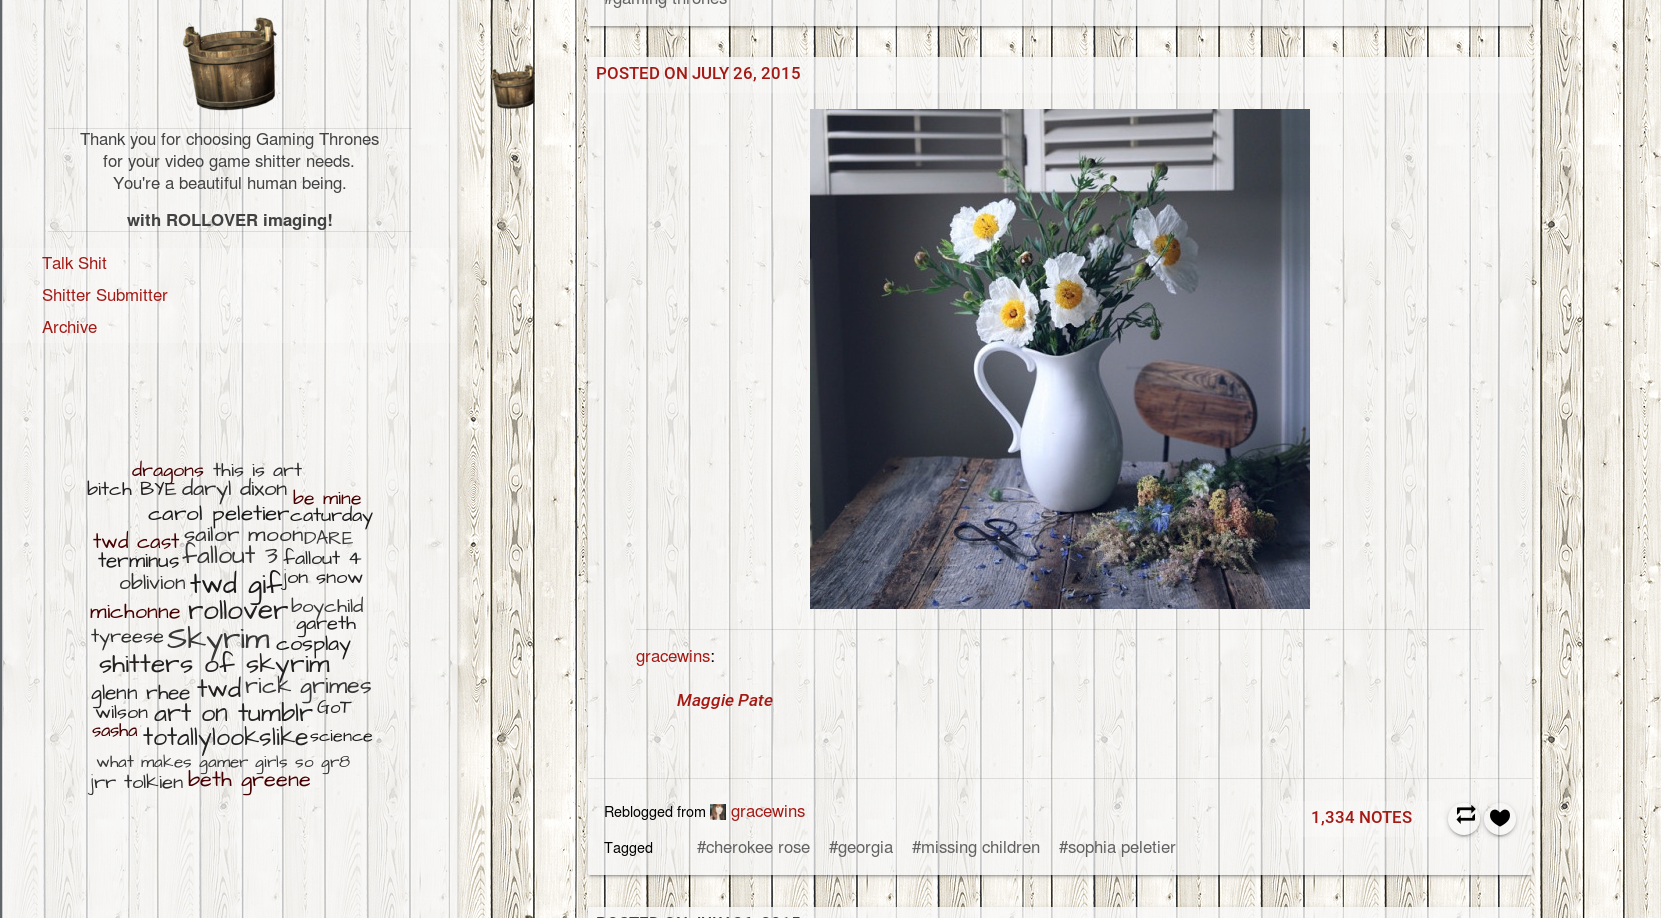 #gaming thrones
Thank you for choosing Gaming Thrones
for your video game shitter needs.
You're a beautiful human being.
with ROLLOVER imaging!
Talk Shit
Shitter Submitter
Archive
dragons this is art
bitch BYE daryl dixon be mine
carol peletier caturday
twd cast sailor moon DARE
terminus fallout 3 fallout 4
oblivion twd gif jon snow
michonne rollover boychild
gareth
tyreese Skyrim cosplay
shitters of skyrim
glenn rhee twd rick grimes
wilson art on tumblr GoT
sasha totallylookslike science
what makes gamer girls so gr8
jrr tolkien beth greene
POSTED ON JULY 26, 2015
gracewins:
Maggie Pate
Reblogged from gracewins
1,334 NOTES
Tagged #cherokee rose #georgia #missing children #sophia peletier